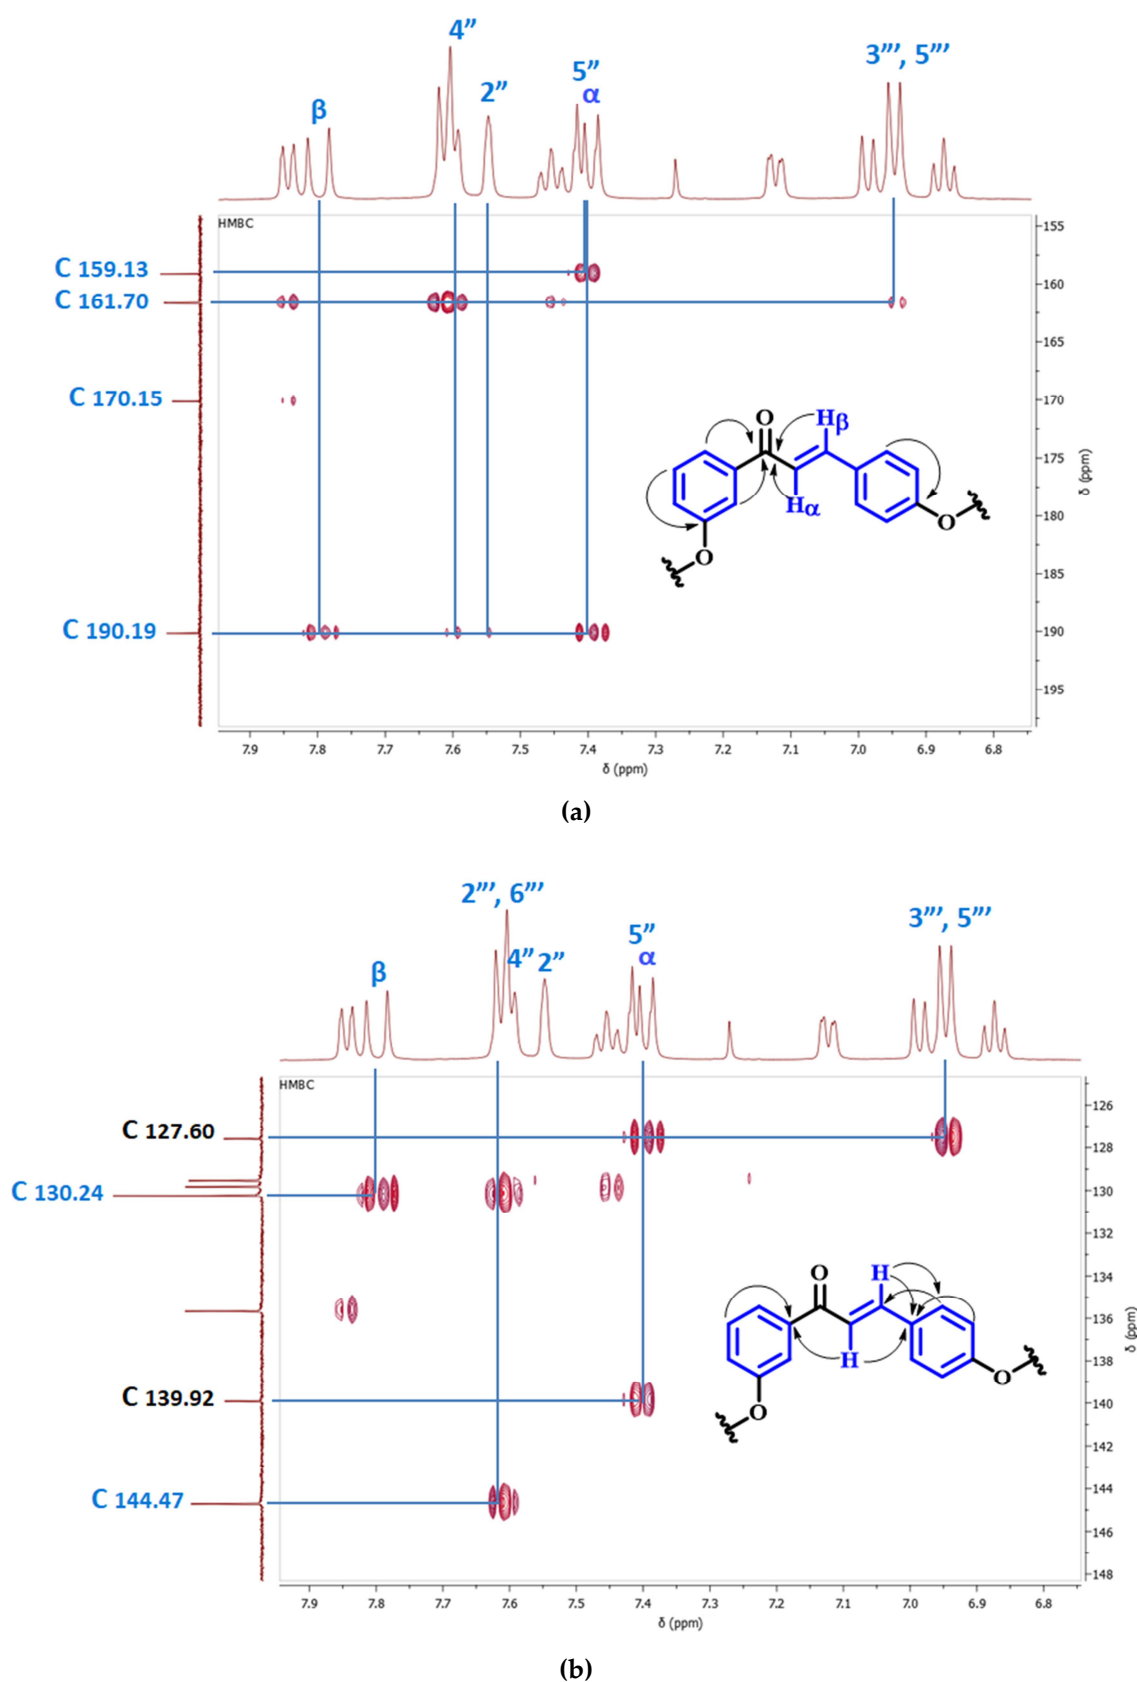 4”
β
2”
5”
α
3”’, 5”’
HMBC
C 159.13
C 161.70
C 170.15
C 190.19
155
160
165
170
175
180
185
190
195
δ (ppm)
O
Hβ
Hα
O
O
7.9 7.8 7.7 7.6 7.5 7.4 7.3 7.2 7.1 7.0 6.9 6.8
δ (ppm)
(a)
2”’, 6”’
β
4” 2”
5”
α
3”’, 5”’
HMBC
C 127.60
C 130.24
C 139.92
C 144.47
126
128
130
132
134
136
138
140
142
144
146
148
δ (ppm)
O
H
H
O
O
7.9 7.8 7.7 7.6 7.5 7.4 7.3 7.2 7.1 7.0 6.9 6.8
δ (ppm)
(b)